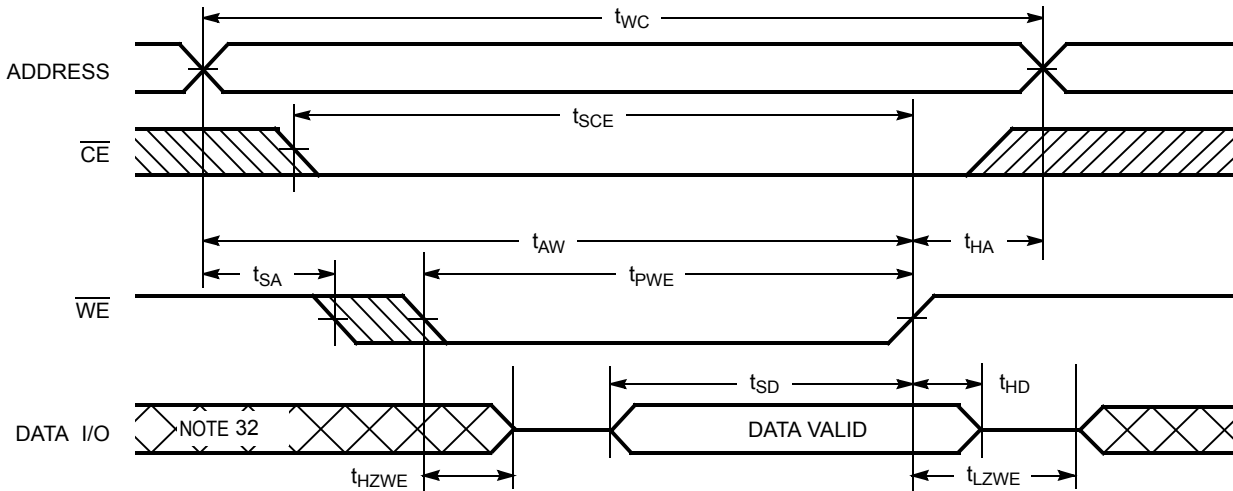 tWC
ADDRESS
tSCE
CE
tAW
tHA
tSA
tPWE
WE
tSD
tHD
DATA I/O
NOTE 32
DATA VALID
tHZWE
tLZWE